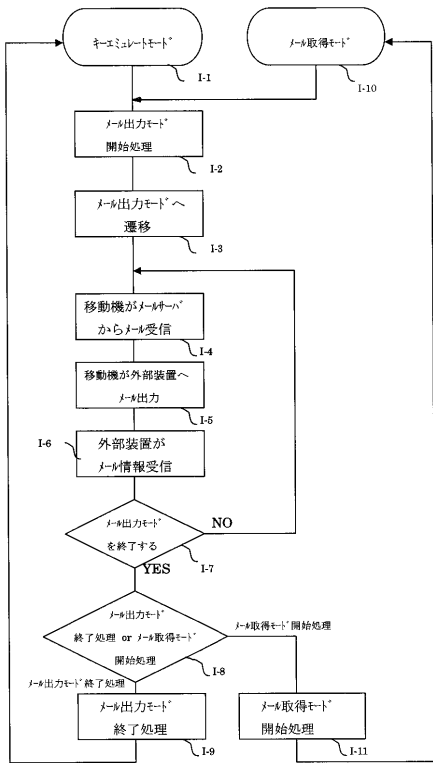 キーエミュレートモード
I-1
メール取得モード
I-10
メール出力モード
開始処理
I-2
メール出力モードへ
遷移
I-3
移動機がメールサーバ
からメール受信
I-4
移動機が外部装置へ
メール出力
I-5
I-6
外部装置が
メール情報受信
メール出力モード
を終了する
NO
I-7
YES
メール出力モード
終了処理 or メール取得モード
開始処理
I-8
メール取得モード開始処理
メール出力モード終了処理
メール出力モード
終了処理
I-9
メール取得モード
開始処理
I-11